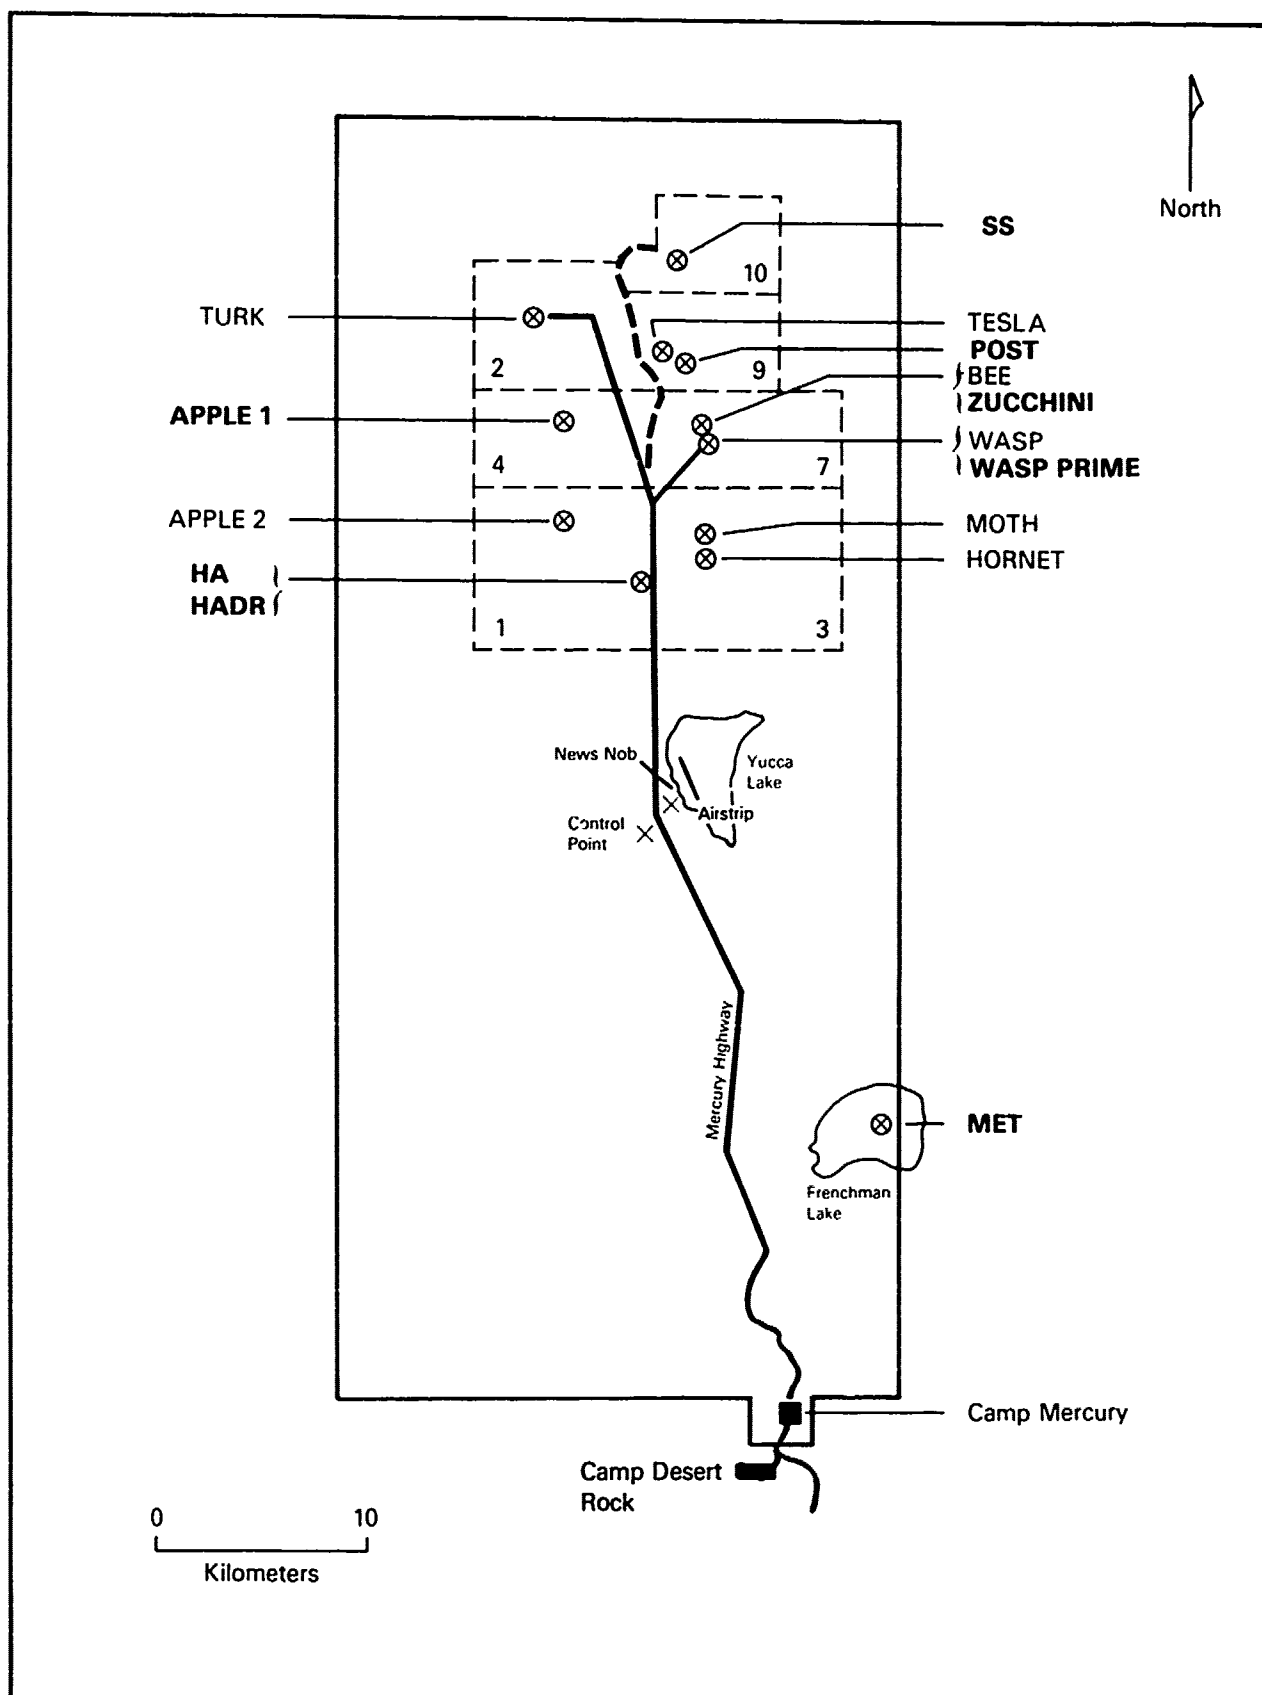 North
SS
10
TURK
TESLA
POST
2
9
BEE
ZUCCHINI
APPLE 1
WASP
4
7
WASP PRIME
APPLE 2
MOTH
HORNET
HA
HADR
1
3
News Nob
Yucca
Lake
Airstrip
Control
Point
Mercury Highway
MET
Frenchman
Lake
Camp Mercury
Camp Desert
Rock
0 10
Kilometers